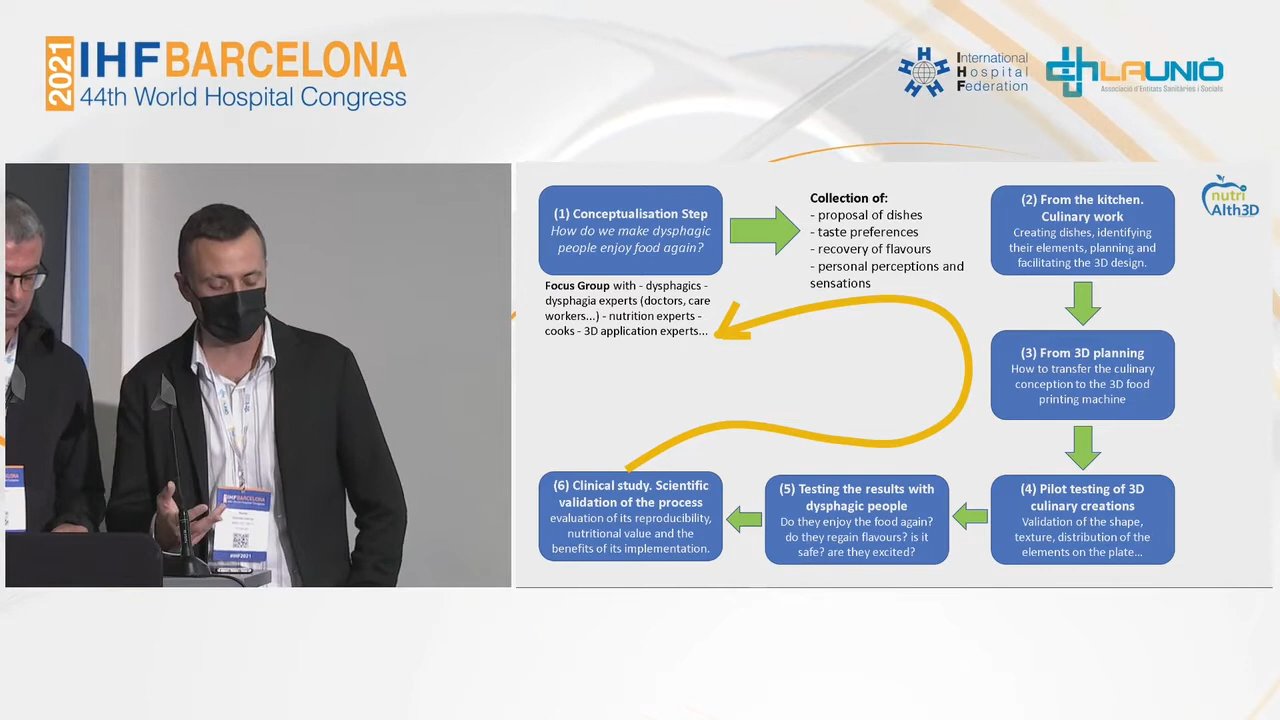 2021
IHFBARCELONA
44th World Hospital Congress
International
Hospital
Federation
I
H
F
LAUNIÓ
Associació d'Entitats Sanitàries i Socials
(1) Conceptualisation Step
How do we make dysphagic
people enjoy food again?
Focus Group with - dysphagics -
dysphagia experts (doctors, care
workers...) - nutrition experts -
cooks - 3D application experts...
Collection of:
- proposal of dishes
- taste preferences
- recovery of flavours
- personal perceptions and
sensations
(2) From the kitchen.
Culinary work
Creating dishes, identifying
their elements, planning and
facilitating the 3D design.
nutri
Alth3D
(3) From 3D planning
How to transfer the culinary
conception to the 3D food
printing machine
(4) Pilot testing of 3D
culinary creations
Validation of the shape,
texture, distribution of the
elements on the plate...
(5) Testing the results with
dysphagic people
Do they enjoy the food again?
do they regain flavours? is it
safe? are they excited?
(6) Clinical study. Scientific
validation of the process
evaluation of its reproducibility,
nutritional value and the
benefits of its implementation.
IHFBARCELONA
44th World Hospital Congress
#IHF2021